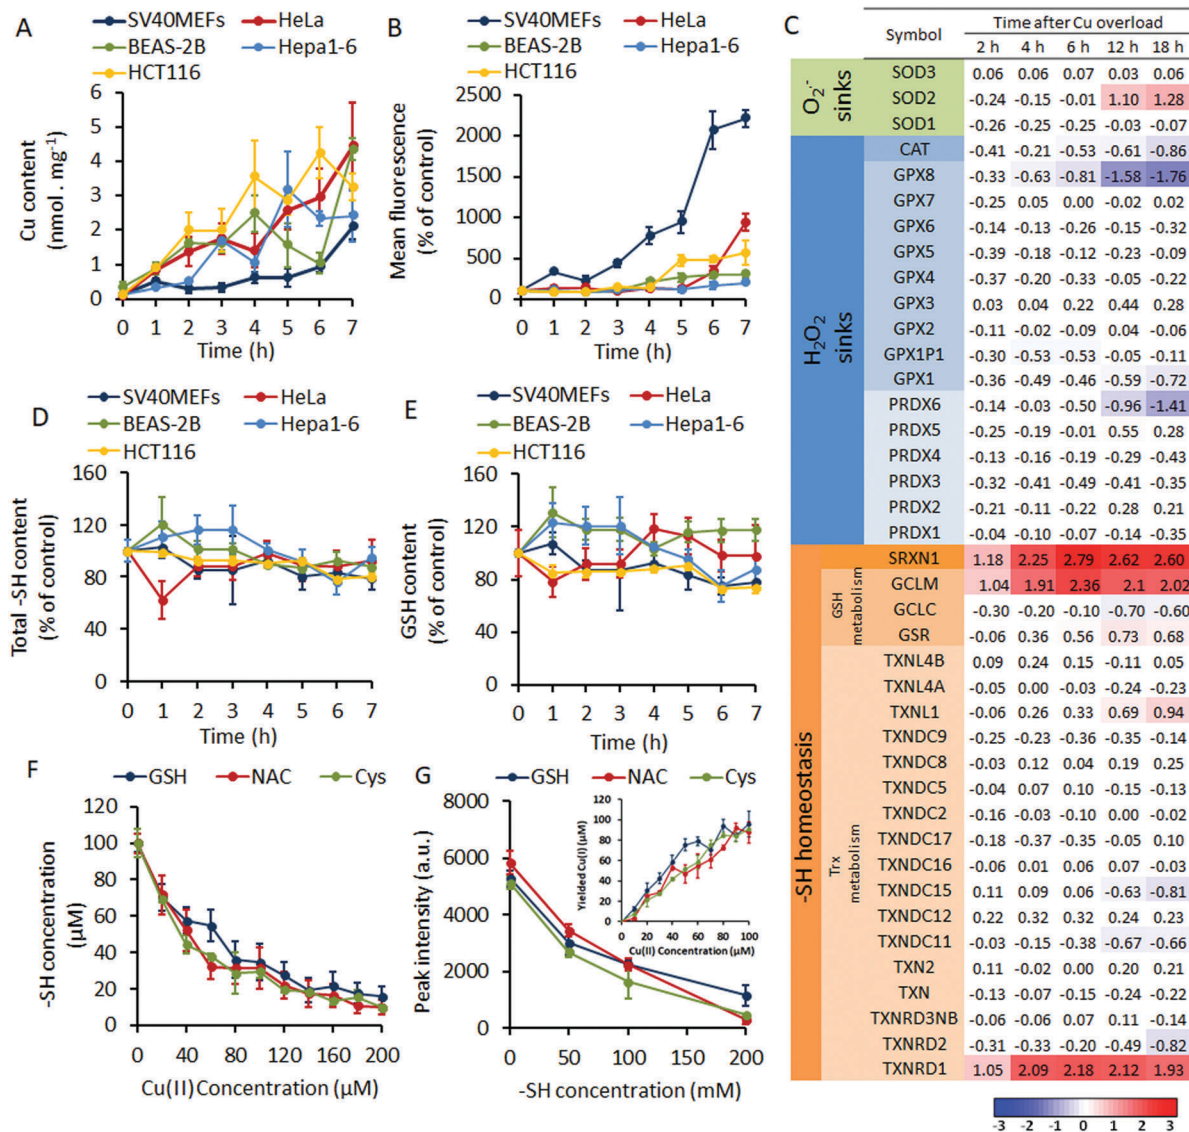 A
SV40MEFs HeLa
BEAS-2B Hepa1-6
HCT116
Cu content
(nmol . mg⁻¹)
6
5
4
3
2
1
0
0 1 2 3 4 5 6 7
Time (h)
B
SV40MEFs HeLa
BEAS-2B Hepa1-6
HCT116
Mean fluorescence
(% of control)
2500
2000
1500
1000
500
0
0 1 2 3 4 5 6 7
Time (h)
C
Symbol Time after Cu overload
2 h 4 h 6 h 12 h 18 h
O₂·⁻ sinks
SOD3 0.06 0.06 0.07 0.03 0.06
SOD2 -0.24 -0.15 -0.01 1.10 1.28
SOD1 -0.26 -0.25 -0.25 -0.03 -0.07
H₂O₂ sinks
CAT -0.41 -0.21 -0.53 -0.61 -0.86
GPX8 -0.33 -0.63 -0.81 -1.58 -1.76
GPX7 -0.25 0.05 0.00 -0.02 0.02
GPX6 -0.14 -0.13 -0.26 -0.15 -0.32
GPX5 -0.39 -0.18 -0.12 -0.23 -0.09
GPX4 -0.37 -0.20 -0.23 -0.07 -0.22
GPX3 0.03 0.04 0.22 0.44 0.28
GPX2 -0.11 -0.02 -0.09 0.04 -0.06
GPX1P1 -0.30 -0.53 -0.53 -0.05 -0.11
GPX1 -0.36 -0.49 -0.46 -0.59 -0.72
PRDX6 -0.14 -0.03 -0.50 -0.96 -1.41
PRDX5 -0.25 -0.19 -0.01 0.55 0.28
PRDX4 -0.13 -0.16 -0.19 -0.29 -0.43
PRDX3 -0.32 -0.41 -0.49 -0.41 -0.35
PRDX2 -0.21 -0.11 -0.22 0.28 0.21
PRDX1 -0.04 -0.10 -0.07 -0.14 -0.35
-SH homeostasis
SRXN1 1.18 2.25 2.79 2.62 2.60
GSH metabolism
GCLM 1.04 1.91 2.36 2.1 2.02
GCLC -0.30 -0.20 -0.10 -0.70 -0.60
GSR -0.06 0.36 0.56 0.73 0.68
Trx metabolism
TXNL4B 0.09 0.24 0.15 -0.11 0.05
TXNL4A -0.05 0.00 -0.03 -0.24 -0.23
TXNL1 -0.06 0.26 0.33 0.69 0.94
TXNDC9 -0.25 -0.23 -0.36 -0.35 -0.14
TXNDC8 -0.03 0.12 0.04 0.19 0.25
TXNDC5 -0.04 0.07 0.10 -0.15 -0.13
TXNDC2 -0.16 -0.03 -0.10 0.00 -0.02
TXNDC17 -0.18 -0.37 -0.35 -0.05 0.10
TXNDC16 -0.06 0.01 0.06 0.07 -0.03
TXNDC15 0.11 0.09 0.06 -0.63 -0.81
TXNDC12 0.22 0.32 0.32 0.24 0.23
TXNDC11 -0.03 -0.15 -0.38 -0.67 -0.66
TXN2 0.11 -0.02 0.00 0.20 0.21
TXN -0.13 -0.07 -0.15 -0.24 -0.22
TXNRD3NB -0.06 -0.06 0.07 0.11 -0.14
TXNRD2 -0.31 -0.33 -0.20 -0.49 -0.82
TXNRD1 1.05 2.09 2.18 2.12 1.93
-3 -2 -1 0 1 2 3
D
SV40MEFs HeLa
BEAS-2B Hepa1-6
HCT116
Total -SH content
(% of control)
160
120
80
40
0
0 1 2 3 4 5 6 7
Time (h)
E
SV40MEFs HeLa
BEAS-2B Hepa1-6
HCT116
GSH content
(% of control)
160
120
80
40
0
0 1 2 3 4 5 6 7
Time (h)
F
GSH NAC Cys
-SH concentration
(µM)
120
100
80
60
40
20
0
0 40 80 120 160 200
Cu(II) Concentration (µM)
G
GSH NAC Cys
Peak intensity (a.u.)
8000
6000
4000
2000
0
0 50 100 150 200
-SH concentration (mM)
Yielded Cu(I) (µM)
120
100
80
60
40
20
0
0 20 40 60 80 100
Cu(II) Concentration (µM)